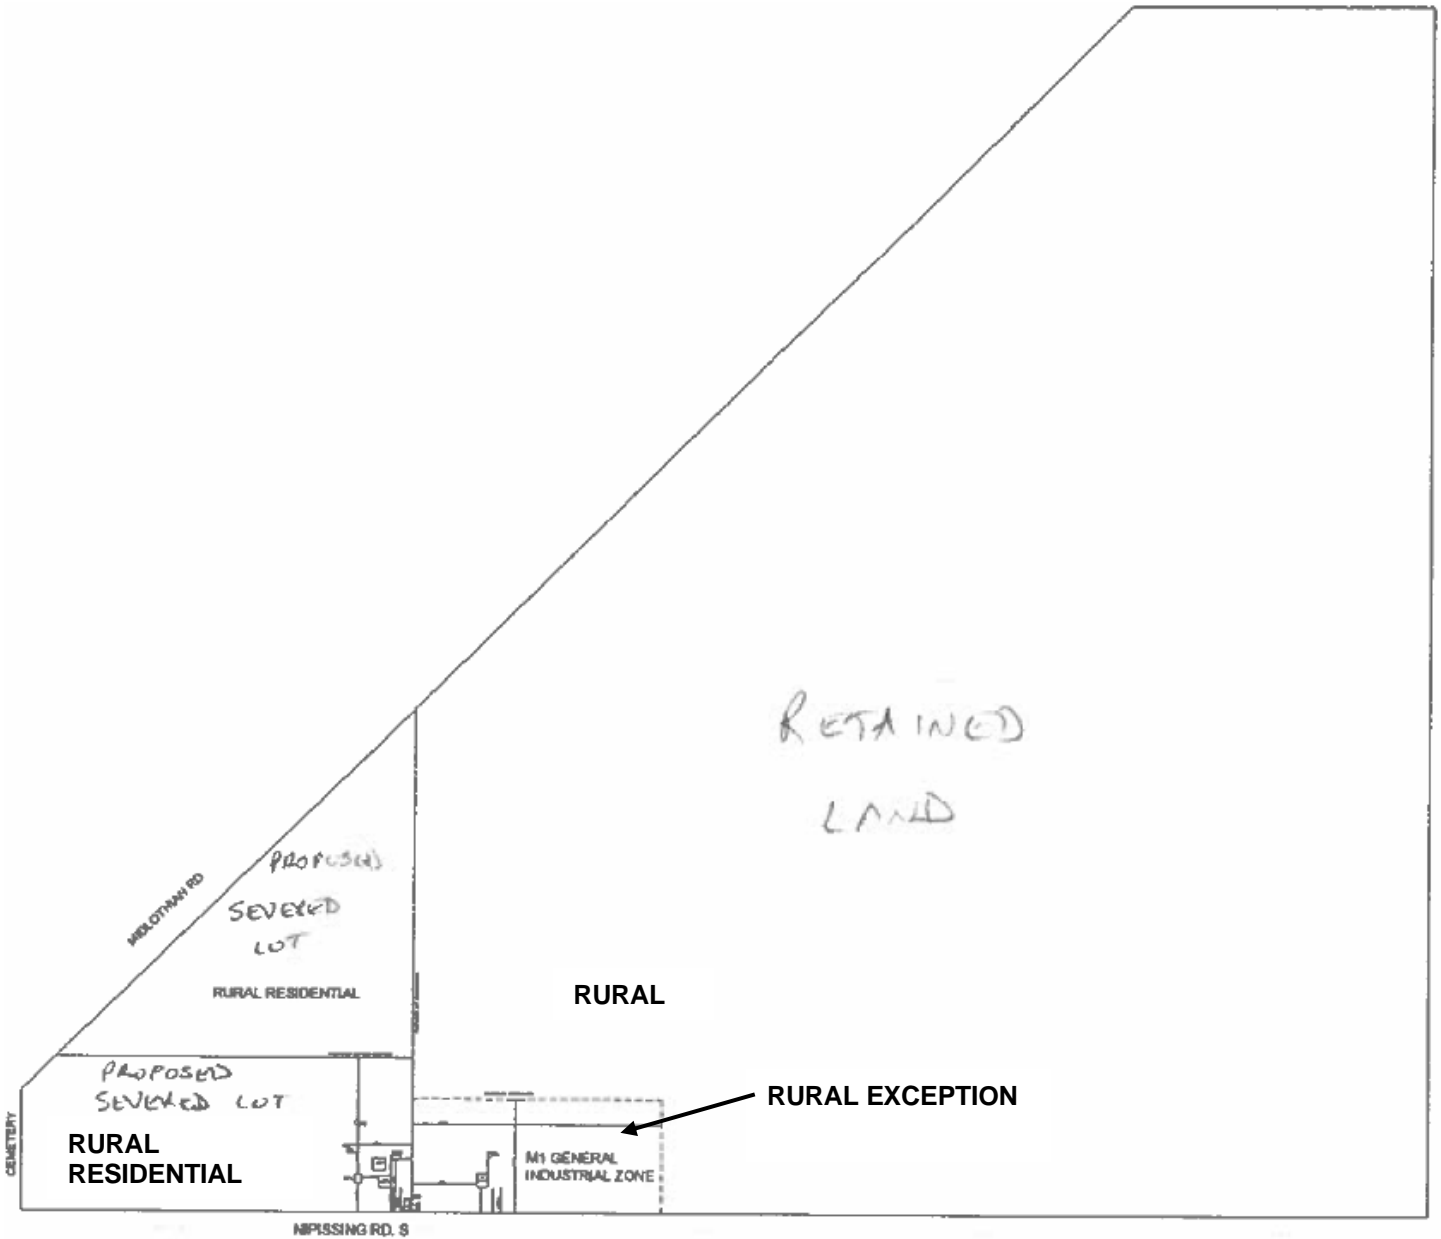 RETAINED
LAND
PROPOSED
SEVERED
LOT
MIDLOTHIAN RD
RURAL RESIDENTIAL
RURAL
PROPOSED
SEVERED LOT
RURAL EXCEPTION
CEMETERY
RURAL
RESIDENTIAL
M1 GENERAL
INDUSTRIAL ZONE
NIPISSING RD. S